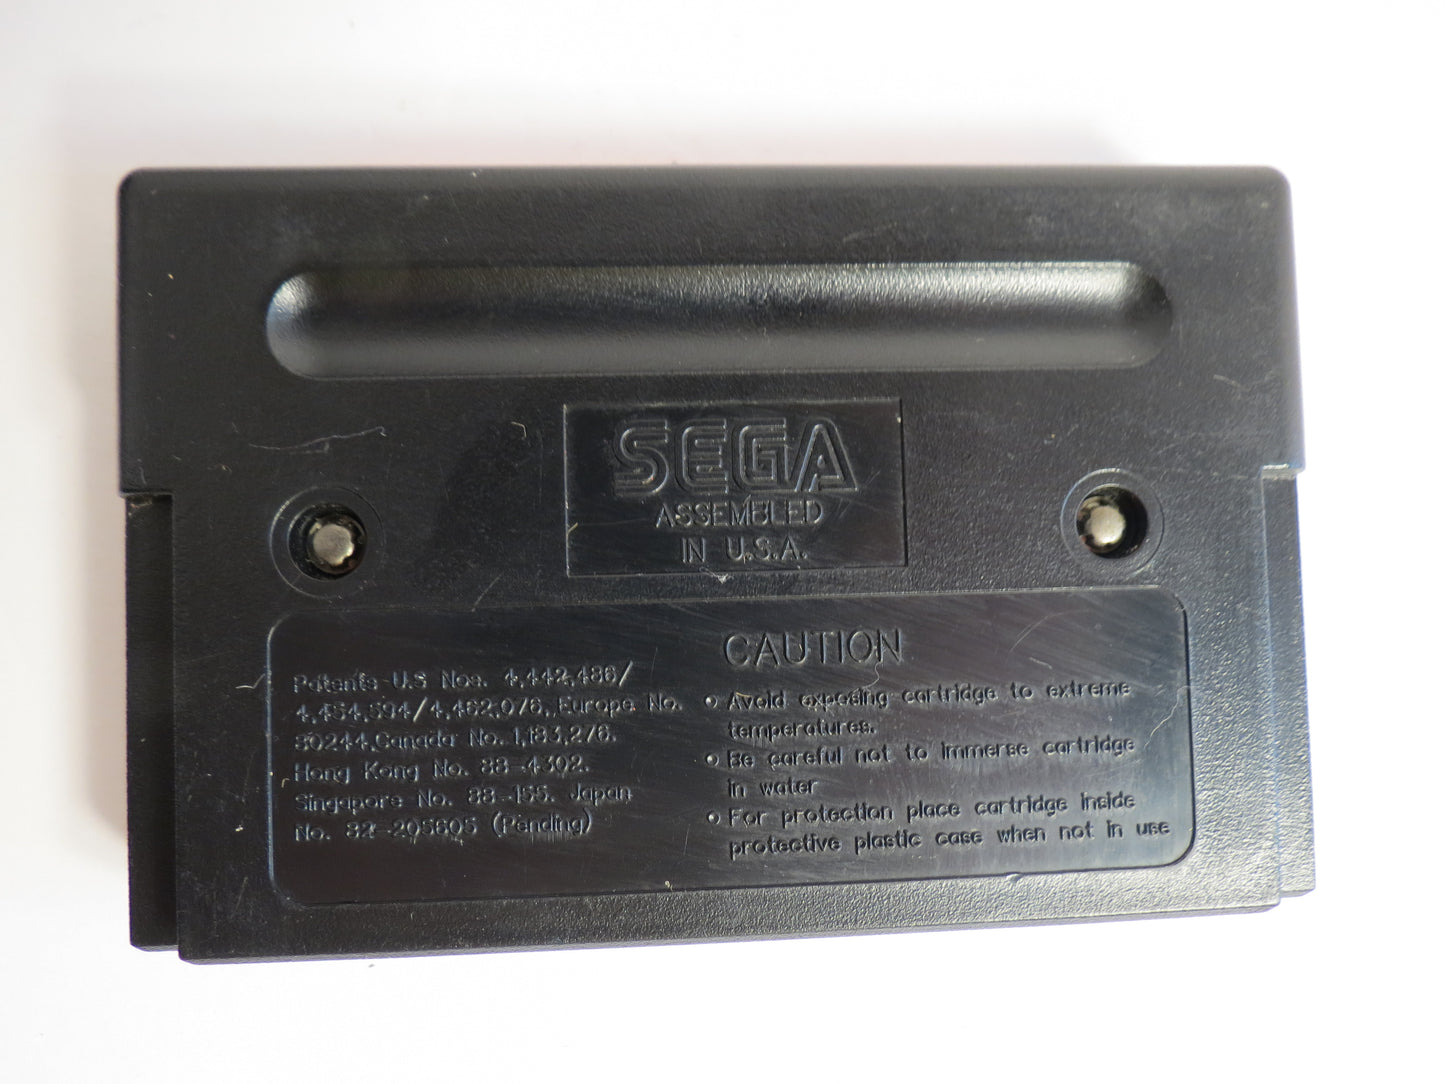 SEGA
ASSEMBLED
IN U.S.A.
Patents U.S Nos. 4,442,486/
4,454,594/4,462,076, Europe No.
80244, Canada No. 1,183,276.
Hong Kong No. 88-4302.
Singapore No. 88-155. Japan
No. 82-205605 (Pending)
CAUTION
• Avoid exposing cartridge to extreme
temperatures.
• Be careful not to immerse cartridge
in water
• For protection place cartridge inside
protective plastic case when not in use